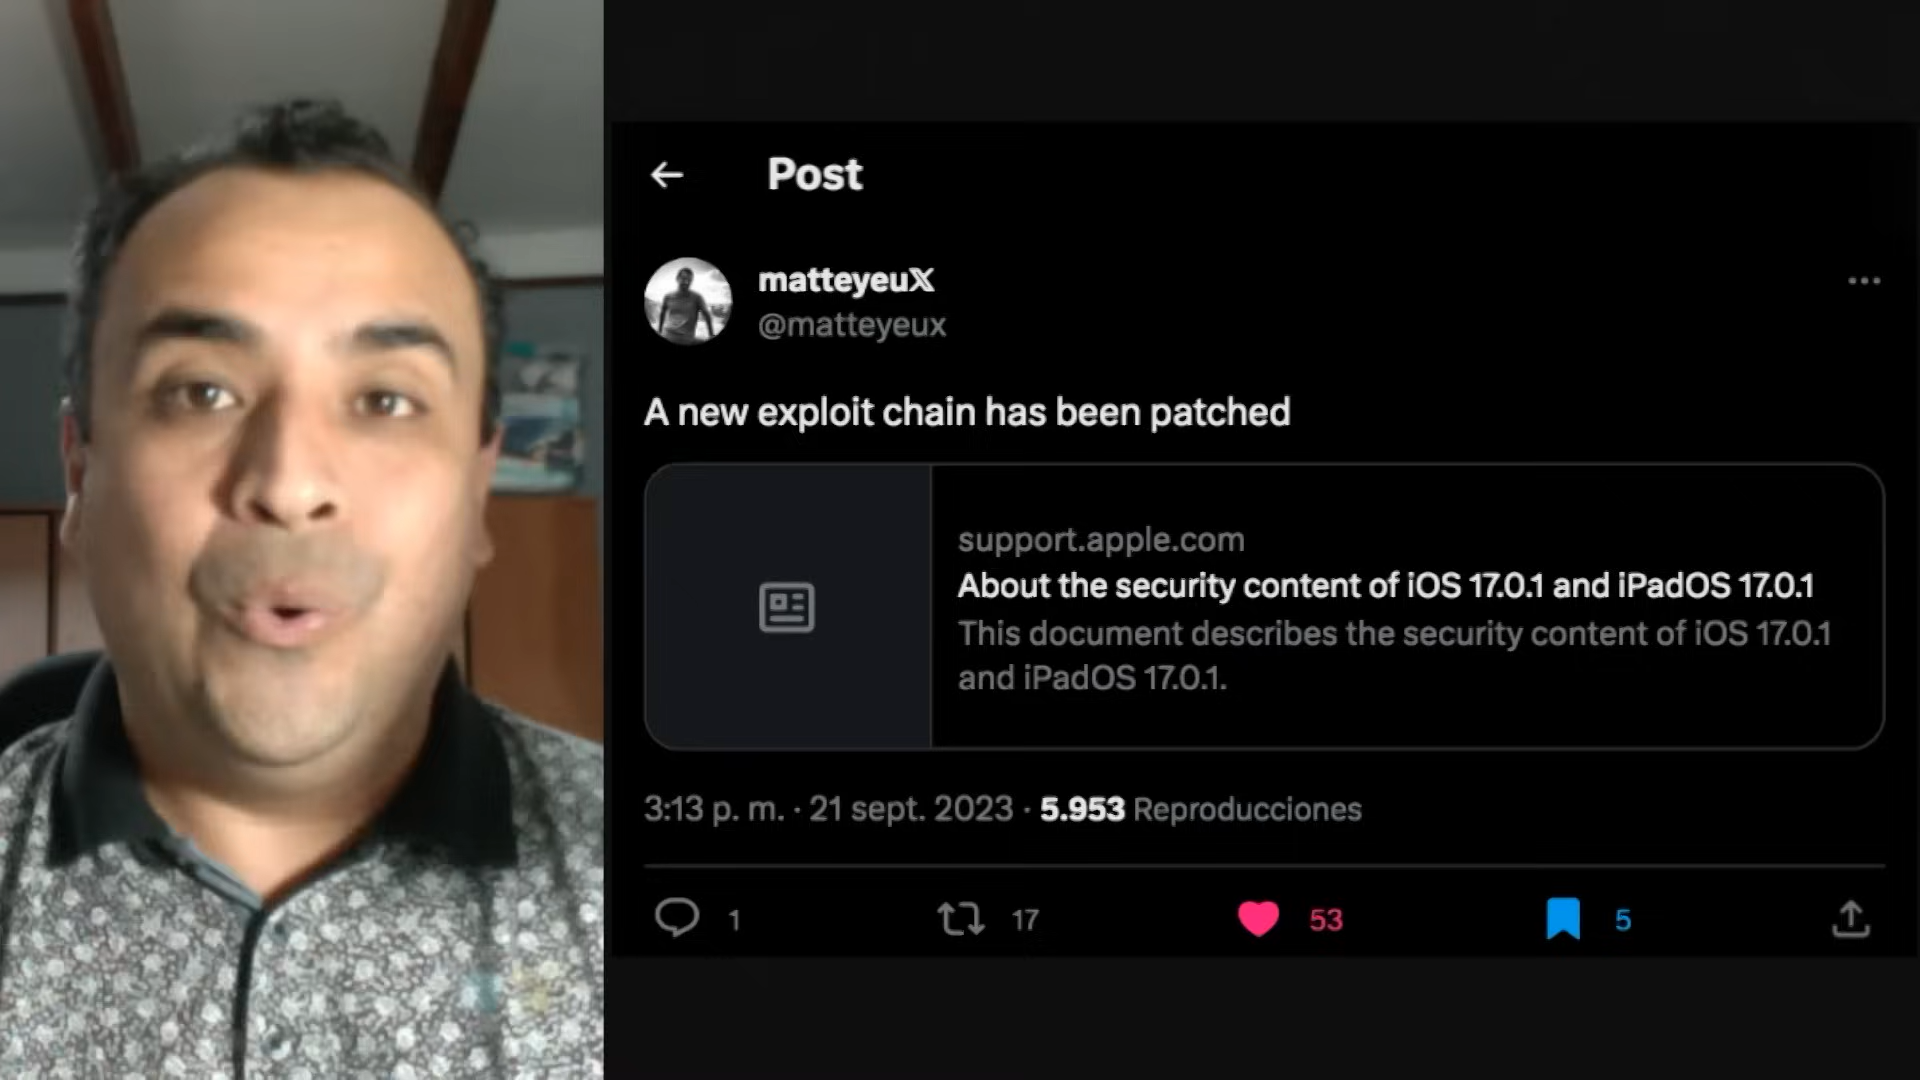 Post
matteyeuX
@matteyeux
A new exploit chain has been patched
support.apple.com
About the security content of iOS 17.0.1 and iPadOS 17.0.1
This document describes the security content of iOS 17.0.1
and iPadOS 17.0.1.
3:13 p. m. · 21 sept. 2023 · 5.953 Reproducciones
1 17 53 5